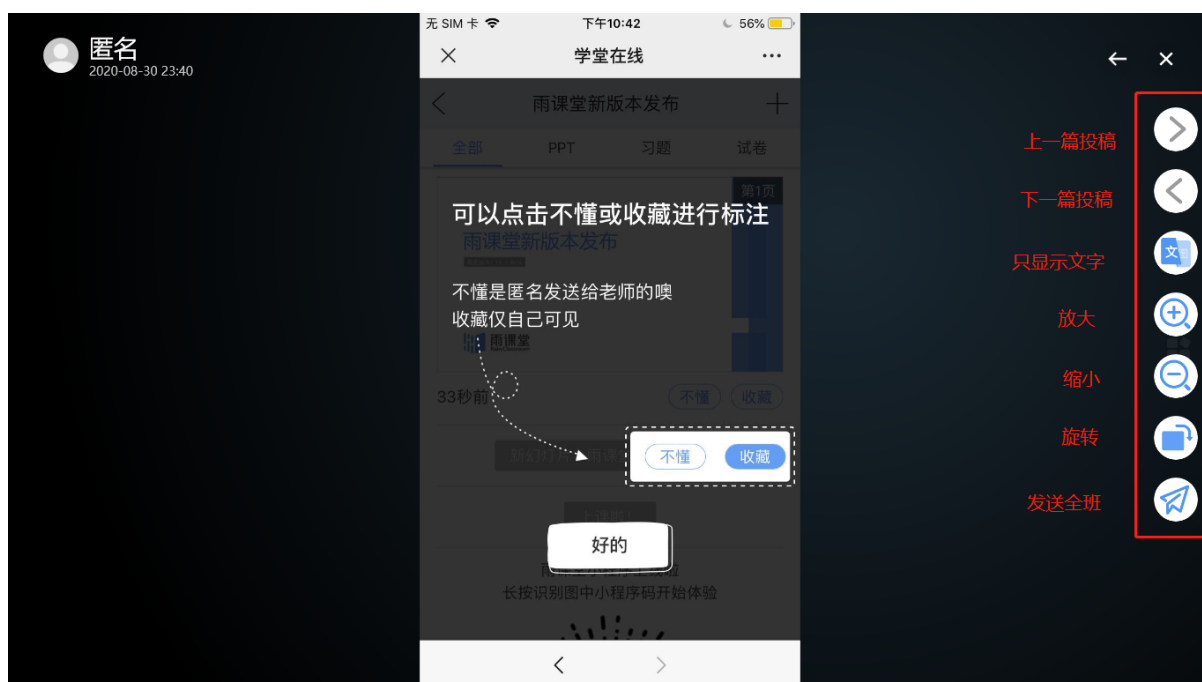 匿名
2020-08-30 23:40
无 SIM 卡
下午10:42
56%
学堂在线
雨课堂新版本发布
全部
PPT
习题
试卷
第1页
可以点击不懂或收藏进行标注
雨课堂新版本发布
不懂是匿名发送给老师的噢
收藏仅自己可见
雨课堂
33秒前
不懂
收藏
不懂
收藏
好的
长按识别图中小程序码开始体验
上一篇投稿
下一篇投稿
只显示文字
放大
缩小
旋转
发送全班
文